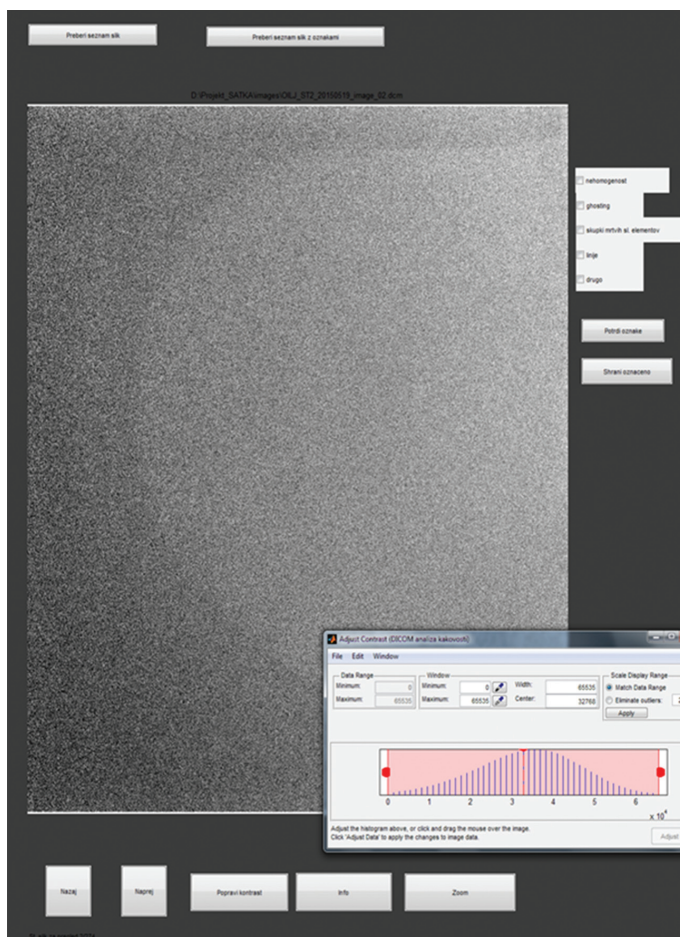 Preberi seznam slik
Preberi seznam slik z oznakami
D:\Projekt_SATKA\images\OILJ_ST2_20150519_image_02.dcm
nehomogenost
ghosting
skupki mrtvih sl. elementov
linije
drugo
Potrdi oznake
Shrani oznaceno
Adjust Contrast (DICOM analiza kakovosti)
File Edit Window
Data Range
Minimum: 0
Maximum: 65535
Window
Minimum: 0
Maximum: 65535
Width: 65535
Center: 32768
Scale Display Range
Match Data Range
Eliminate outliers:
Apply
0 1 2 3 4 5 6
x 10⁴
Adjust the histogram above, or click and drag the mouse over the image.
Click 'Adjust Data' to apply the changes to image data.
Adjust
Nazaj
Naprej
Popravi kontrast
Info
Zoom